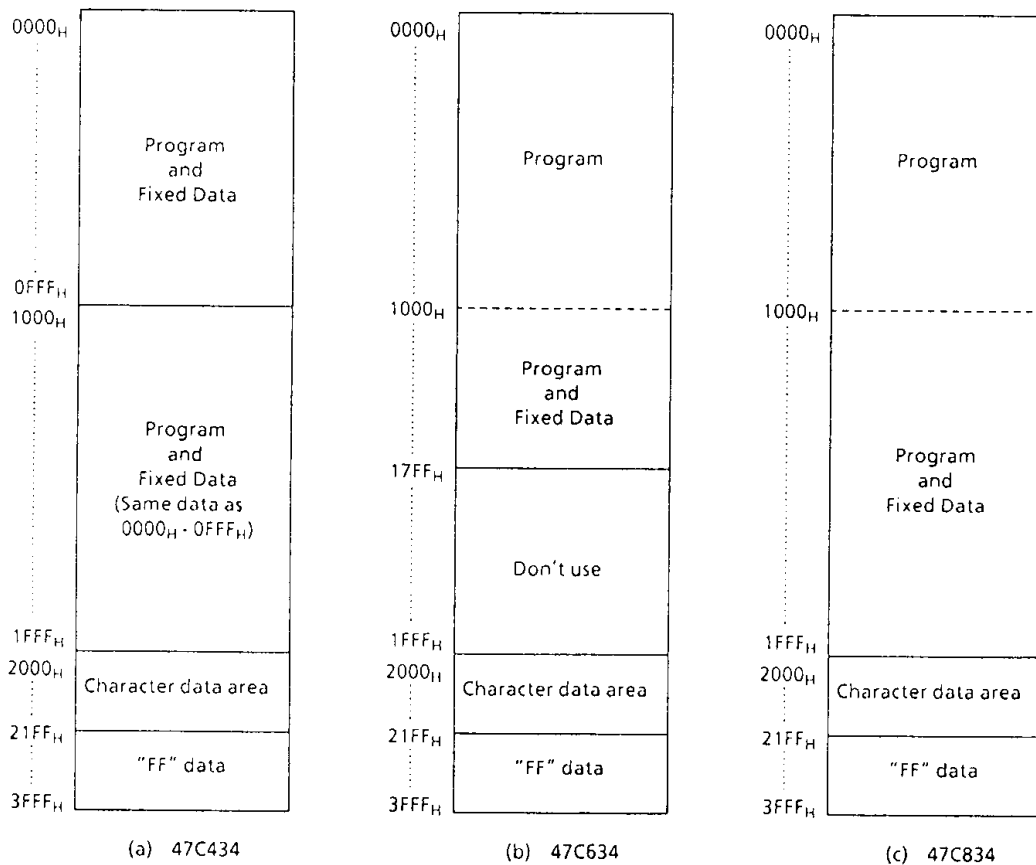 0000H
Program
and
Fixed Data
0FFFH
1000H
Program
and
Fixed Data
(Same data as
0000H - 0FFFH)
1FFFH
2000H
Character data area
21FFH
"FF" data
3FFFH
(a) 47C434
0000H
Program
1000H
Program
and
Fixed Data
17FFH
Don't use
1FFFH
2000H
Character data area
21FFH
"FF" data
3FFFH
(b) 47C634
0000H
Program
1000H
Program
and
Fixed Data
1FFFH
2000H
Character data area
21FFH
"FF" data
3FFFH
(c) 47C834